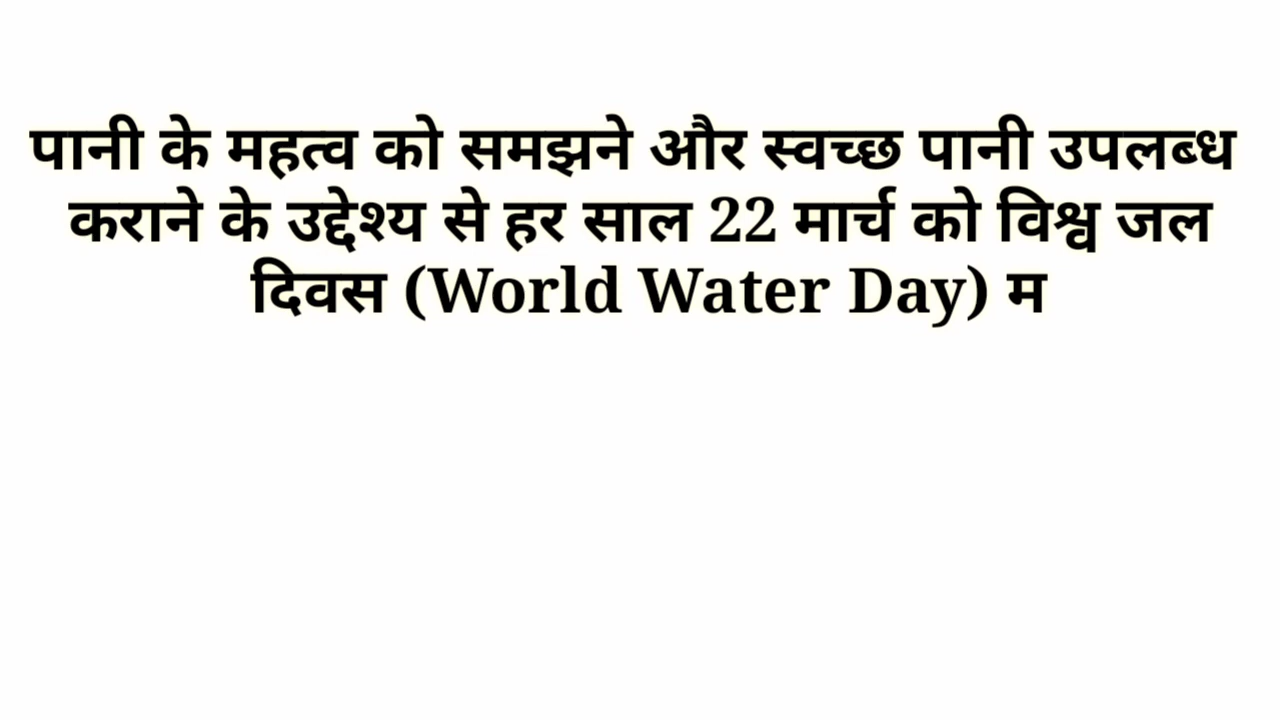 पानी के महत्व को समझने और स्वच्छ पानी उपलब्ध
कराने के उद्देश्य से हर साल 22 मार्च को विश्व जल
दिवस (World Water Day) म